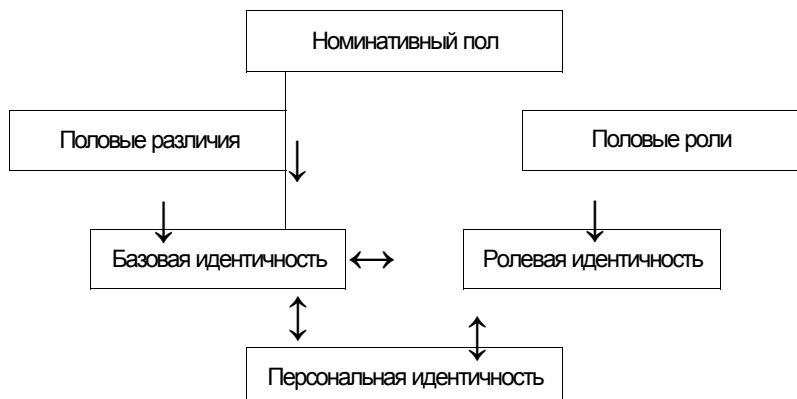 Номинативный пол
Половые различия
Половые роли
Базовая идентичность
Ролевая идентичность
Персональная идентичность